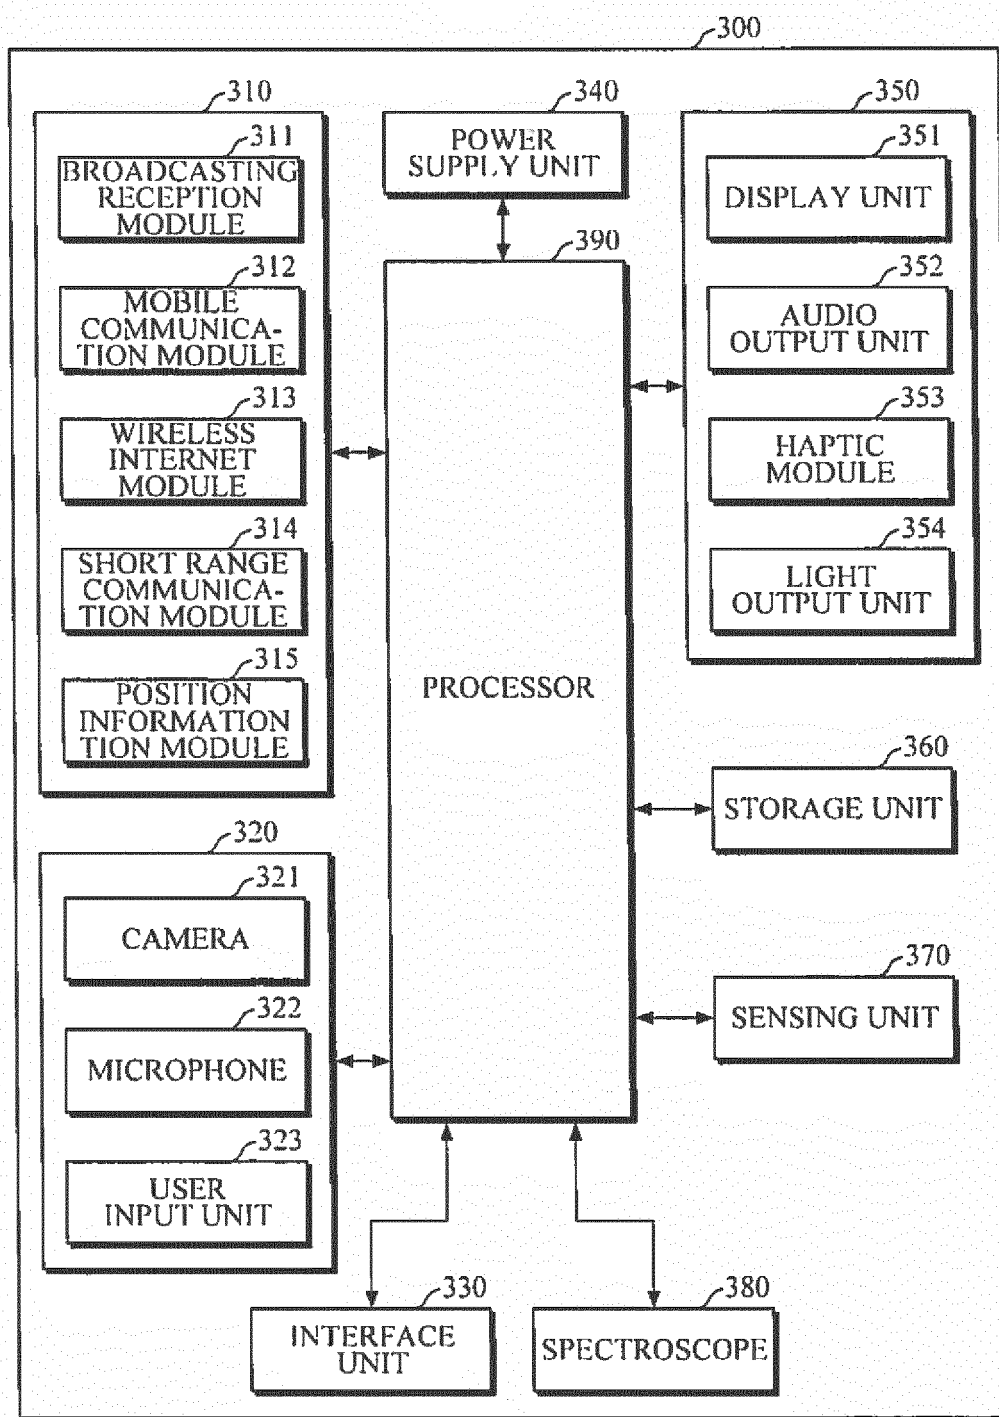 300
310
311
BROADCASTING
RECEPTION
MODULE
312
MOBILE
COMMUNICA-
TION MODULE
313
WIRELESS
INTERNET
MODULE
314
SHORT RANGE
COMMUNICA-
TION MODULE
315
POSITION
INFORMATION
TION MODULE
320
321
CAMERA
322
MICROPHONE
323
USER
INPUT UNIT
340
POWER
SUPPLY UNIT
390
PROCESSOR
350
351
DISPLAY UNIT
352
AUDIO
OUTPUT UNIT
353
HAPTIC
MODULE
354
LIGHT
OUTPUT UNIT
360
STORAGE UNIT
370
SENSING UNIT
330
INTERFACE
UNIT
380
SPECTROSCOPE